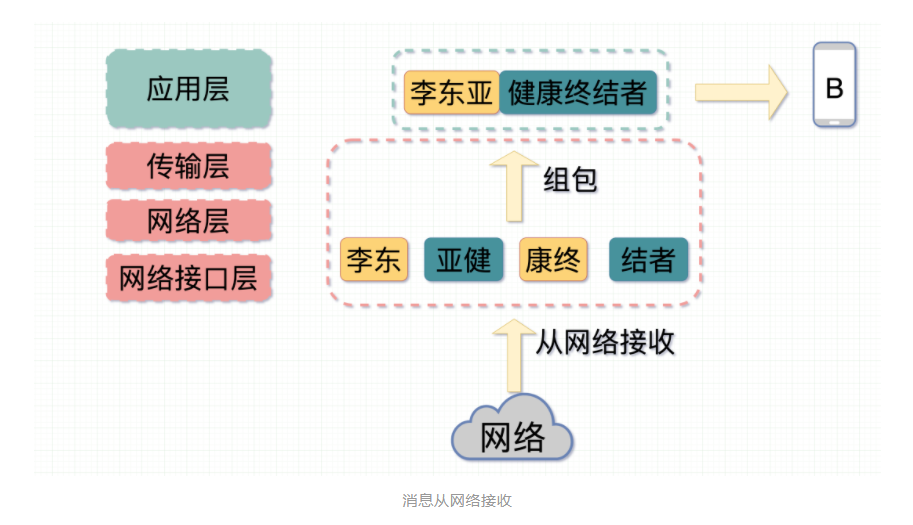 应用层
李东亚 健康终结者
B
传输层
组包
网络层
李东 亚健 康终 结者
网络接口层
从网络接收
网络
消息从网络接收